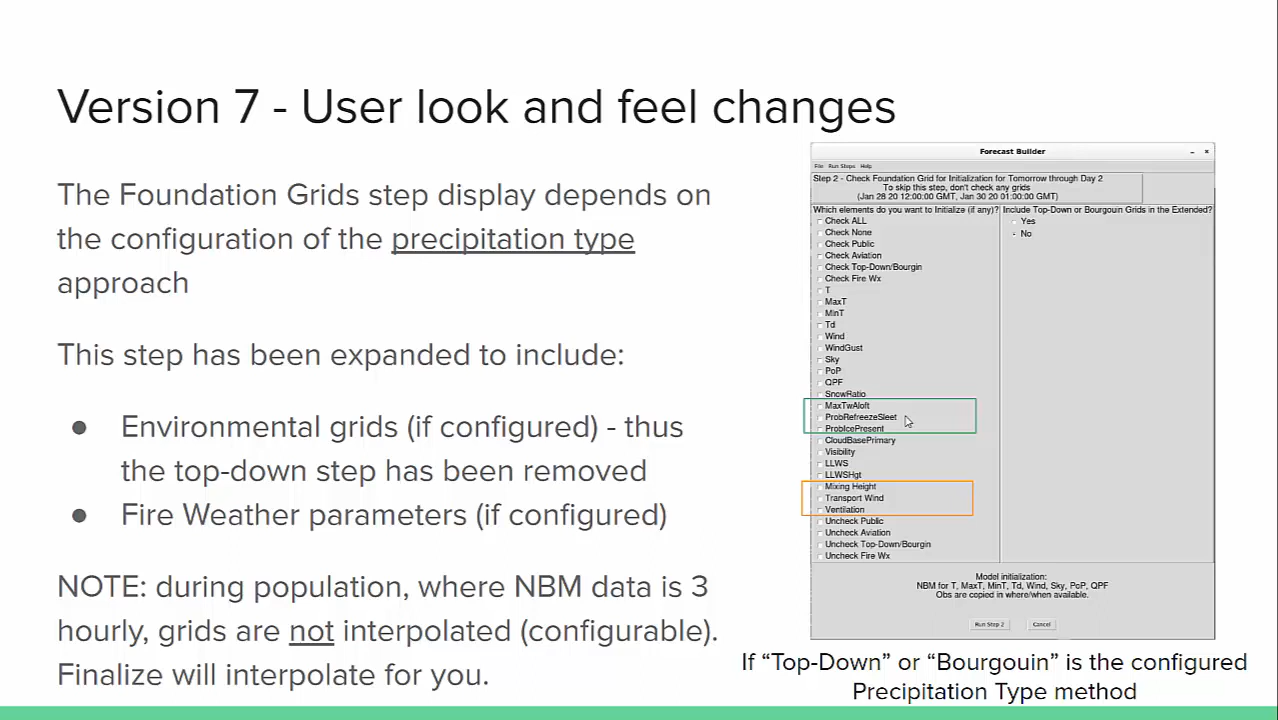 Version 7 - User look and feel changes
The Foundation Grids step display depends on
the configuration of the precipitation type
approach
This step has been expanded to include:
● Environmental grids (if configured) - thus
the top-down step has been removed
● Fire Weather parameters (if configured)
NOTE: during population, where NBM data is 3
hourly, grids are not interpolated (configurable).
Finalize will interpolate for you.
Forecast Builder
File Run Steps Help
Step 2 - Check Foundation Grid for Initialization for Tomorrow through Day 2
To skip this step, don't check any grids
(Jan 28 20 12:00:00 GMT, Jan 30 20 01:00:00 GMT)
Which elements do you want to Initialize (if any)?
Check ALL
Check None
Check Public
Check Aviation
Check Top-Down/Bourgin
Check Fire Wx
T
MaxT
MinT
Td
Wind
WindGust
Sky
PoP
QPF
SnowRatio
MaxTwAloft
ProbRefreezeSleet
ProbIcePresent
CloudBasePrimary
Visibility
LLWS
LLWSHgt
Mixing Height
Transport Wind
Ventilation
Uncheck Public
Uncheck Aviation
Uncheck Top-Down/Bourgin
Uncheck Fire Wx
Include Top-Down or Bourgouin Grids in the Extended?
Yes
No
Model initialization:
NBM for T, MaxT, MinT, Td, Wind, Sky, PoP, QPF
Obs are copied in where/when available.
Run Step 2 Cancel
If “Top-Down” or “Bourgouin” is the configured
Precipitation Type method